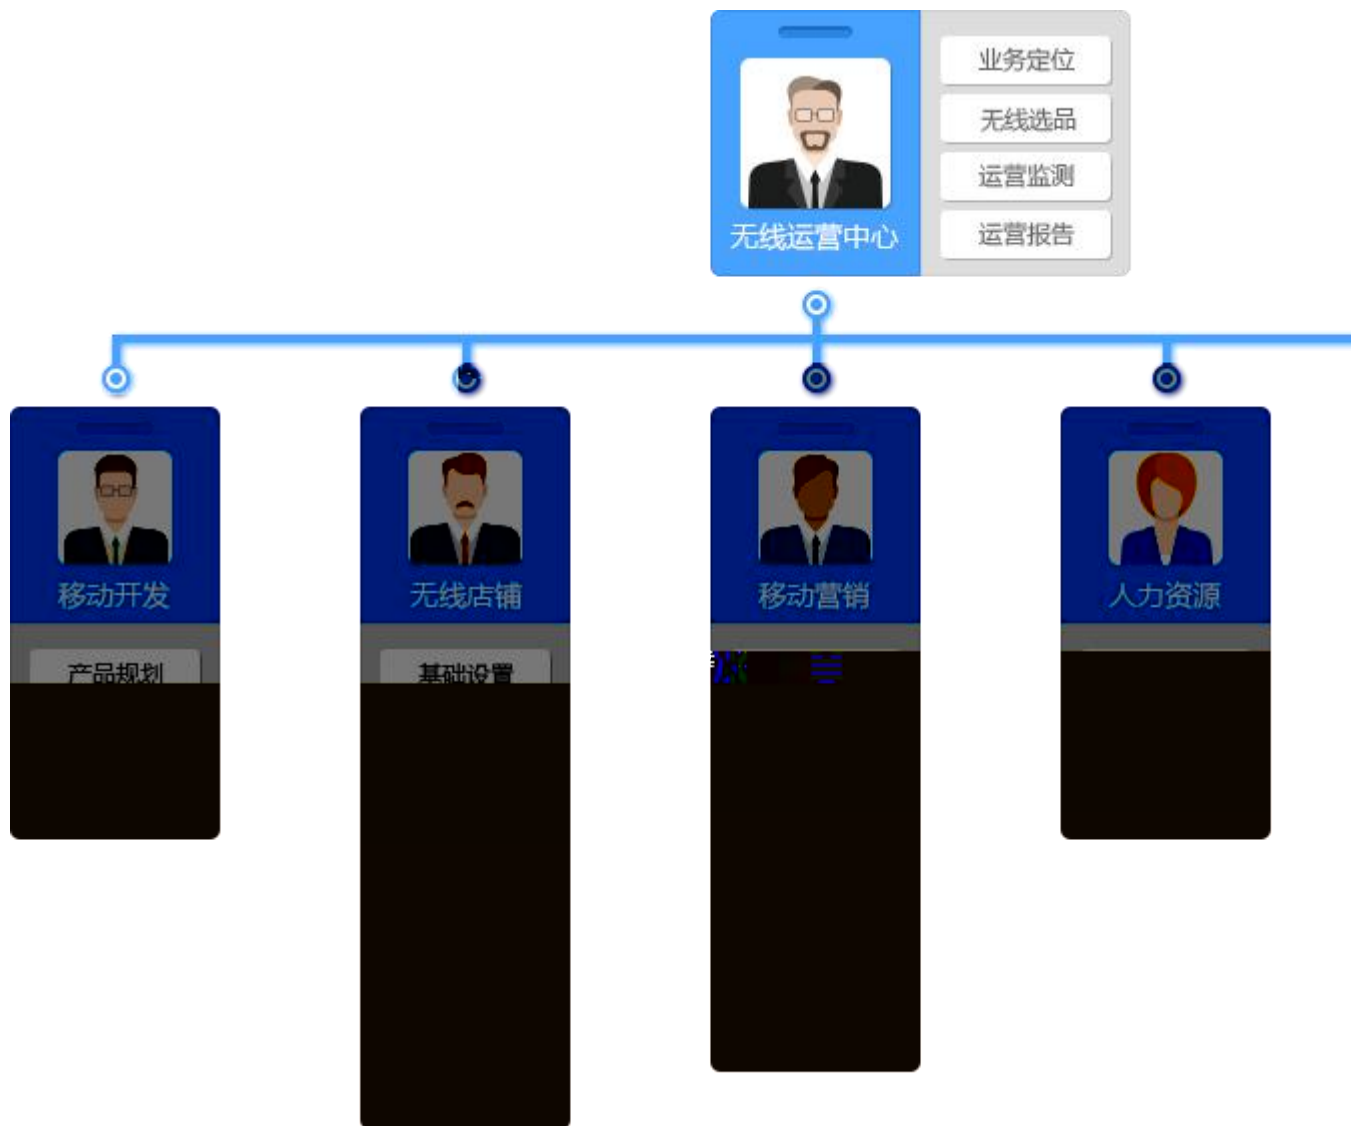 业务定位
无线选品
运营监测
运营报告
无线运营中心
移动开发
无线店铺
移动营销
人力资源
产品规划
基础设置